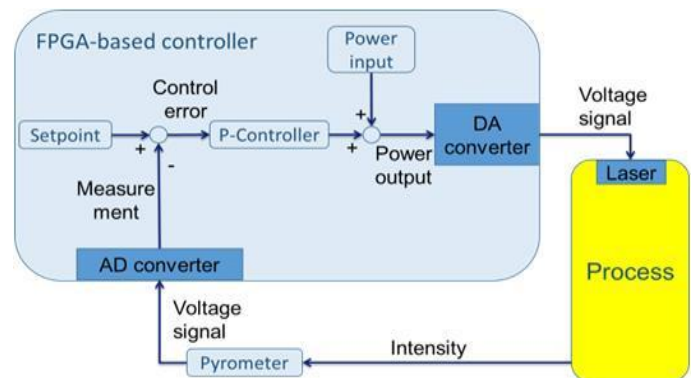 FPGA-based controller
Power
input
Control
error
Setpoint
+
-
P-Controller
+
+
Power
output
DA
converter
Voltage
signal
Laser
Process
Measure
ment
AD converter
Voltage
signal
Pyrometer
Intensity